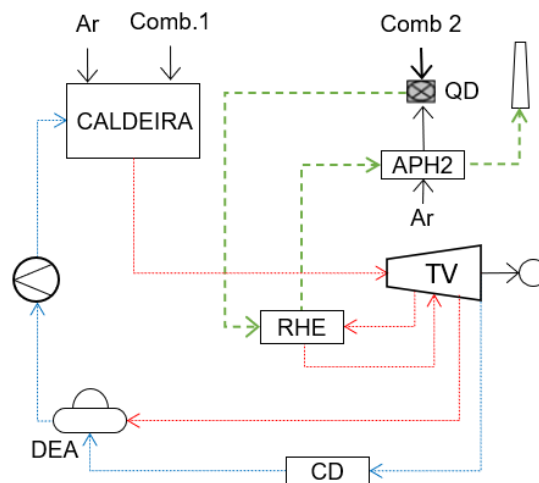 Ar
Comb.1
Comb 2
CALDEIRA
QD
APH2
Ar
TV
RHE
DEA
CD